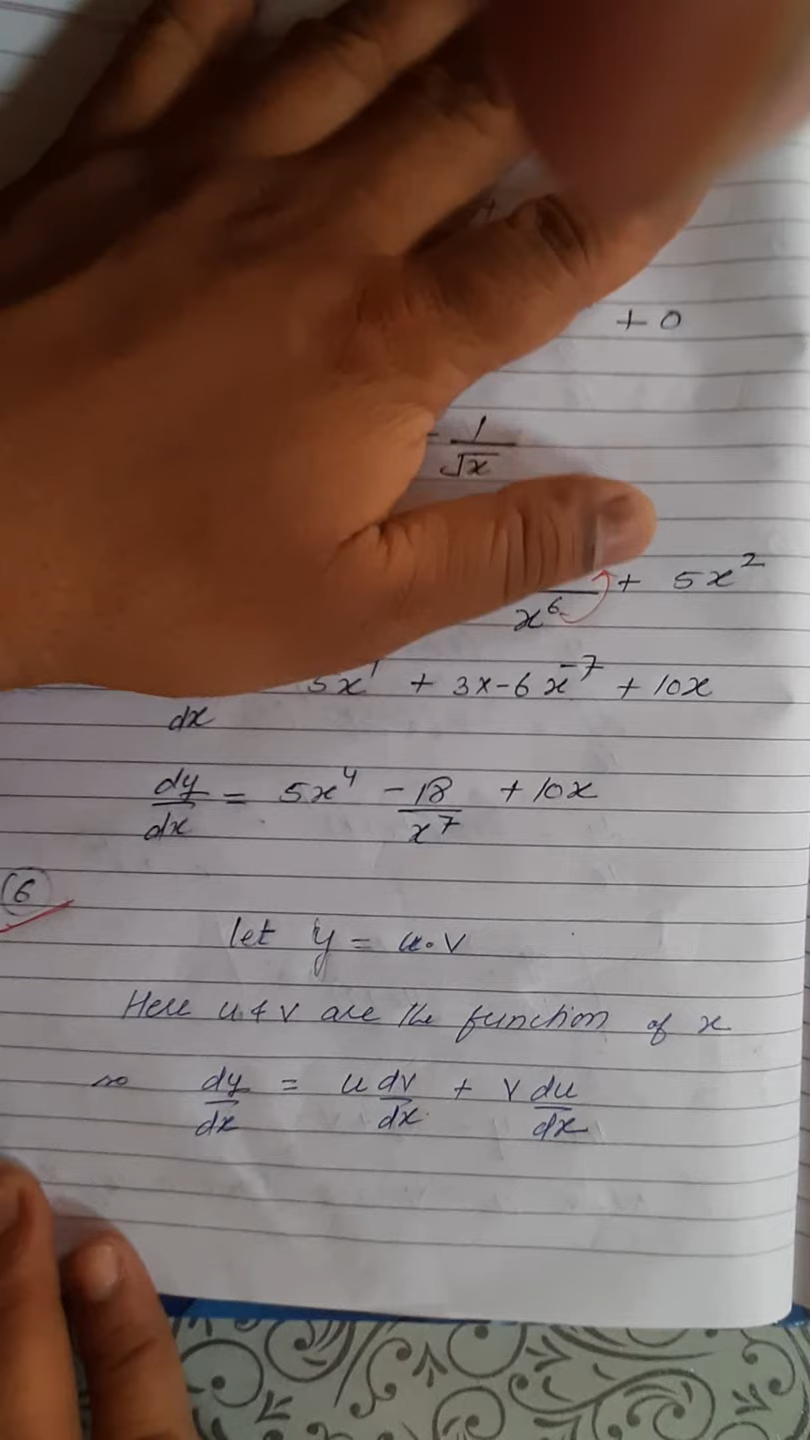 + 0
- 1/√x
x⁶ + 5x²
dx 5x + 3x-6x⁻⁷ + 10x
dy/dx = 5x⁴ - 18/x⁷ + 10x
(6
let y = u.v
Here u & v are the function of x
so dy/dx = u dv/dx + v du/dx